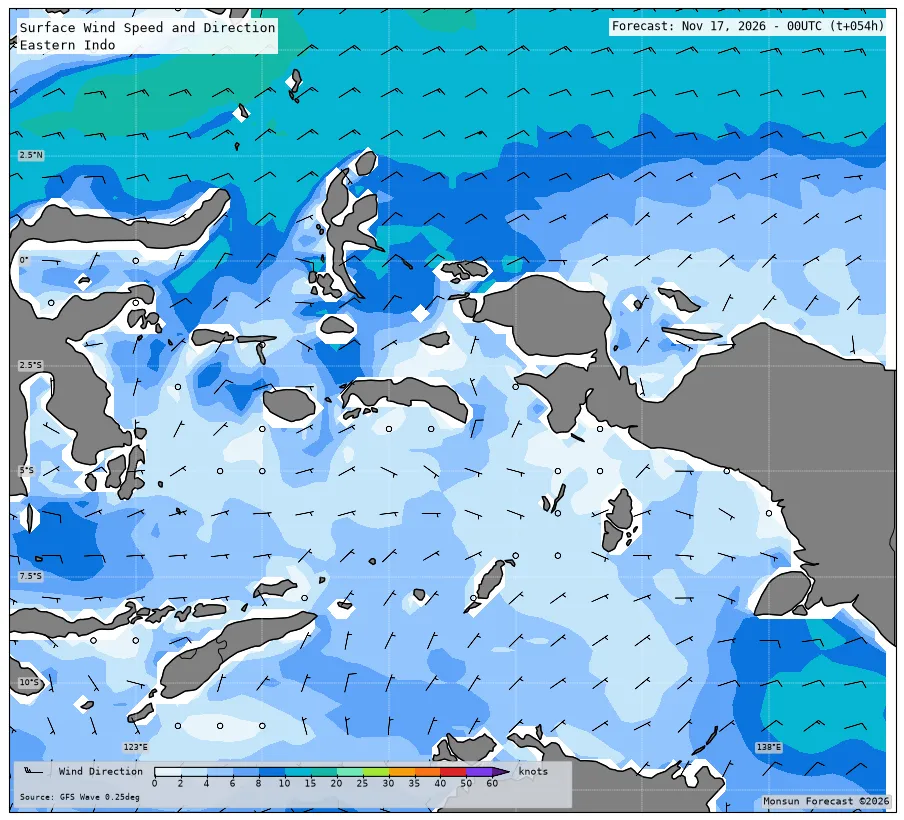 Surface Wind Speed and Direction
Eastern Indo
Forecast: Nov 17, 2026 - 00UTC (t+054h)
2.5°N
0°
2.5°S
5°S
7.5°S
10°S
123°E
138°E
Wind Direction
knots
0 2 4 6 8 10 15 20 25 30 35 40 50 60
Source: GFS Wave 0.25deg
Monsun Forecast ©2026